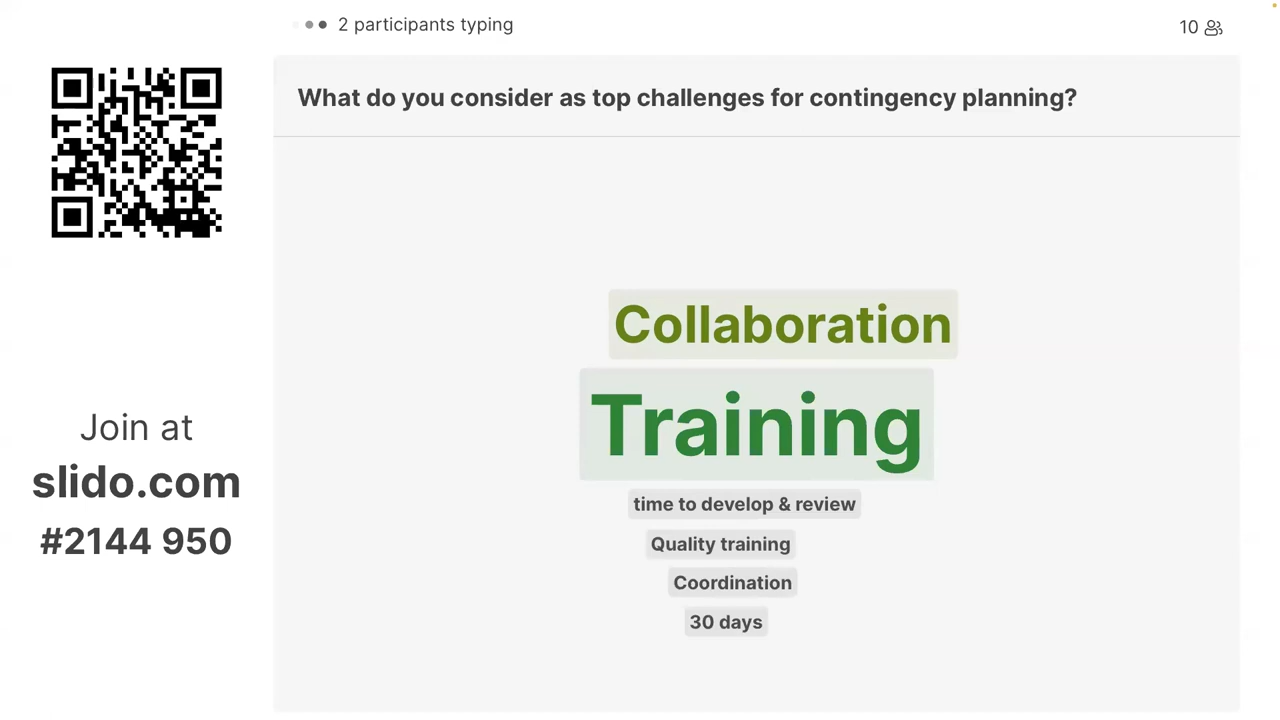 2 participants typing
10
What do you consider as top challenges for contingency planning?
Collaboration
Training
time to develop & review
Quality training
Coordination
30 days
Join at
slido.com
#2144 950